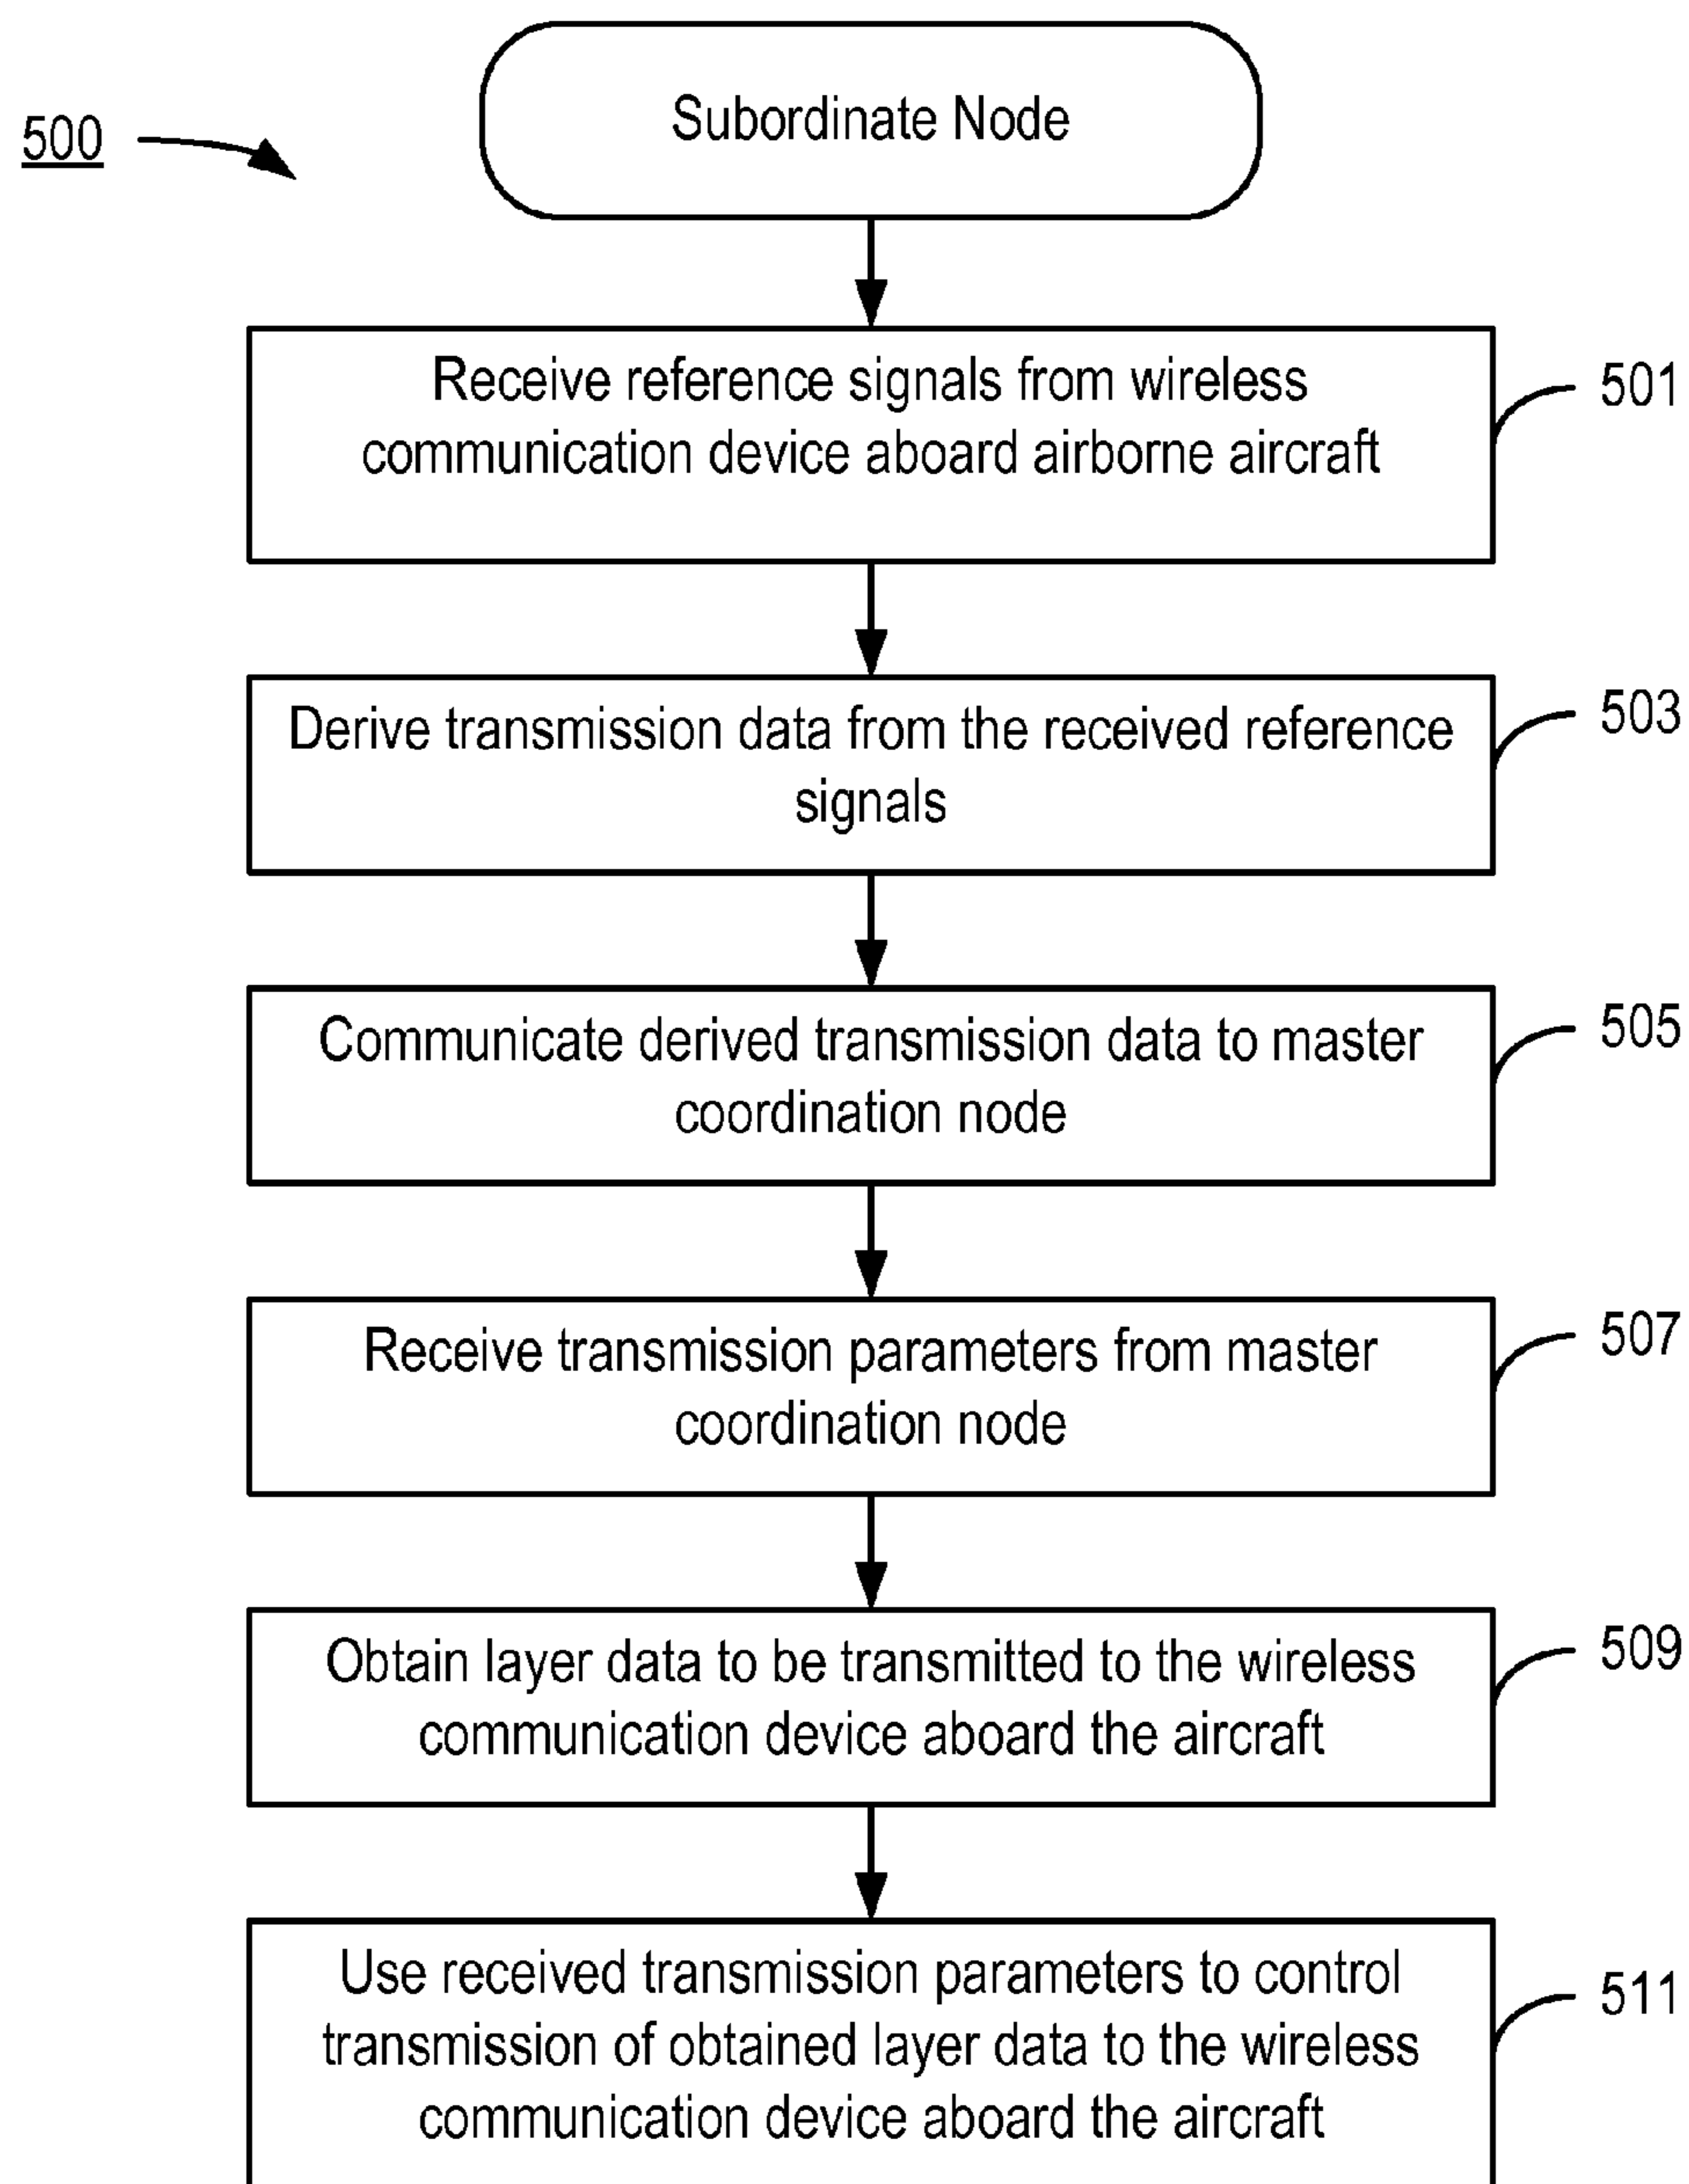 Subordinate Node
500
Receive reference signals from wireless
communication device aboard airborne aircraft
501
Derive transmission data from the received reference
signals
503
Communicate derived transmission data to master
coordination node
505
Receive transmission parameters from master
coordination node
507
Obtain layer data to be transmitted to the wireless
communication device aboard the aircraft
509
Use received transmission parameters to control
transmission of obtained layer data to the wireless
communication device aboard the aircraft
511